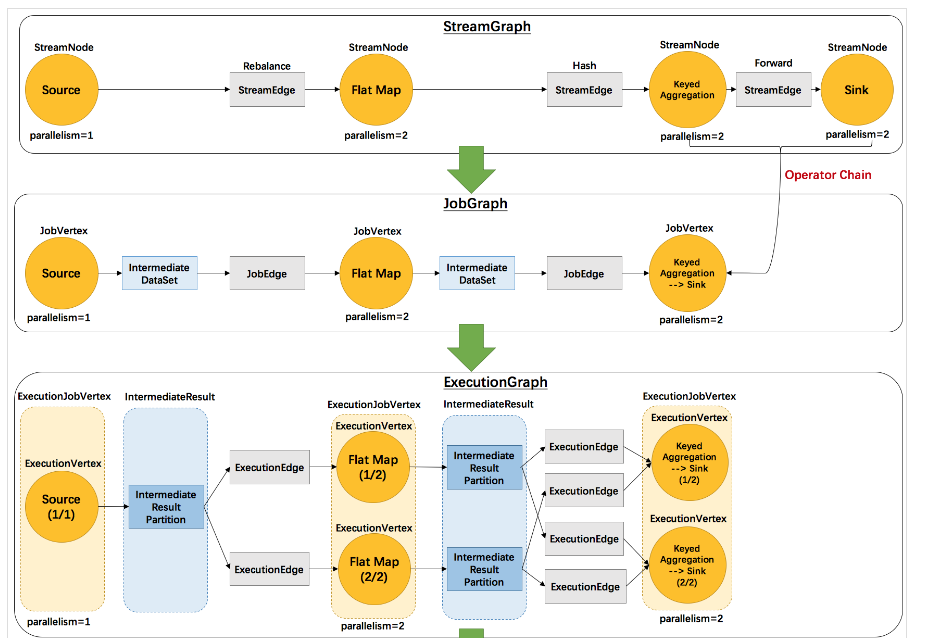 StreamGraph
StreamNode
StreamNode
StreamNode
StreamNode
Rebalance
Hash
Forward
Source
StreamEdge
Flat Map
StreamEdge
Keyed
Aggregation
StreamEdge
Sink
parallelism=1
parallelism=2
parallelism=2
parallelism=2
Operator Chain
JobGraph
JobVertex
JobVertex
JobVertex
Source
Intermediate
DataSet
JobEdge
Flat Map
Intermediate
DataSet
JobEdge
Keyed
Aggregation
--> Sink
parallelism=1
parallelism=2
parallelism=2
ExecutionGraph
ExecutionJobVertex
IntermediateResult
ExecutionJobVertex
IntermediateResult
ExecutionJobVertex
ExecutionVertex
Source
(1/1)
Intermediate
Result
Partition
ExecutionEdge
ExecutionEdge
ExecutionVertex
Flat Map
(1/2)
ExecutionVertex
Flat Map
(2/2)
Intermediate
Result
Partition
Intermediate
Result
Partition
ExecutionEdge
ExecutionEdge
ExecutionEdge
ExecutionEdge
ExecutionVertex
Keyed
Aggregation
--> Sink
(1/2)
ExecutionVertex
Keyed
Aggregation
--> Sink
(2/2)
parallelism=1
parallelism=2
parallelism=2